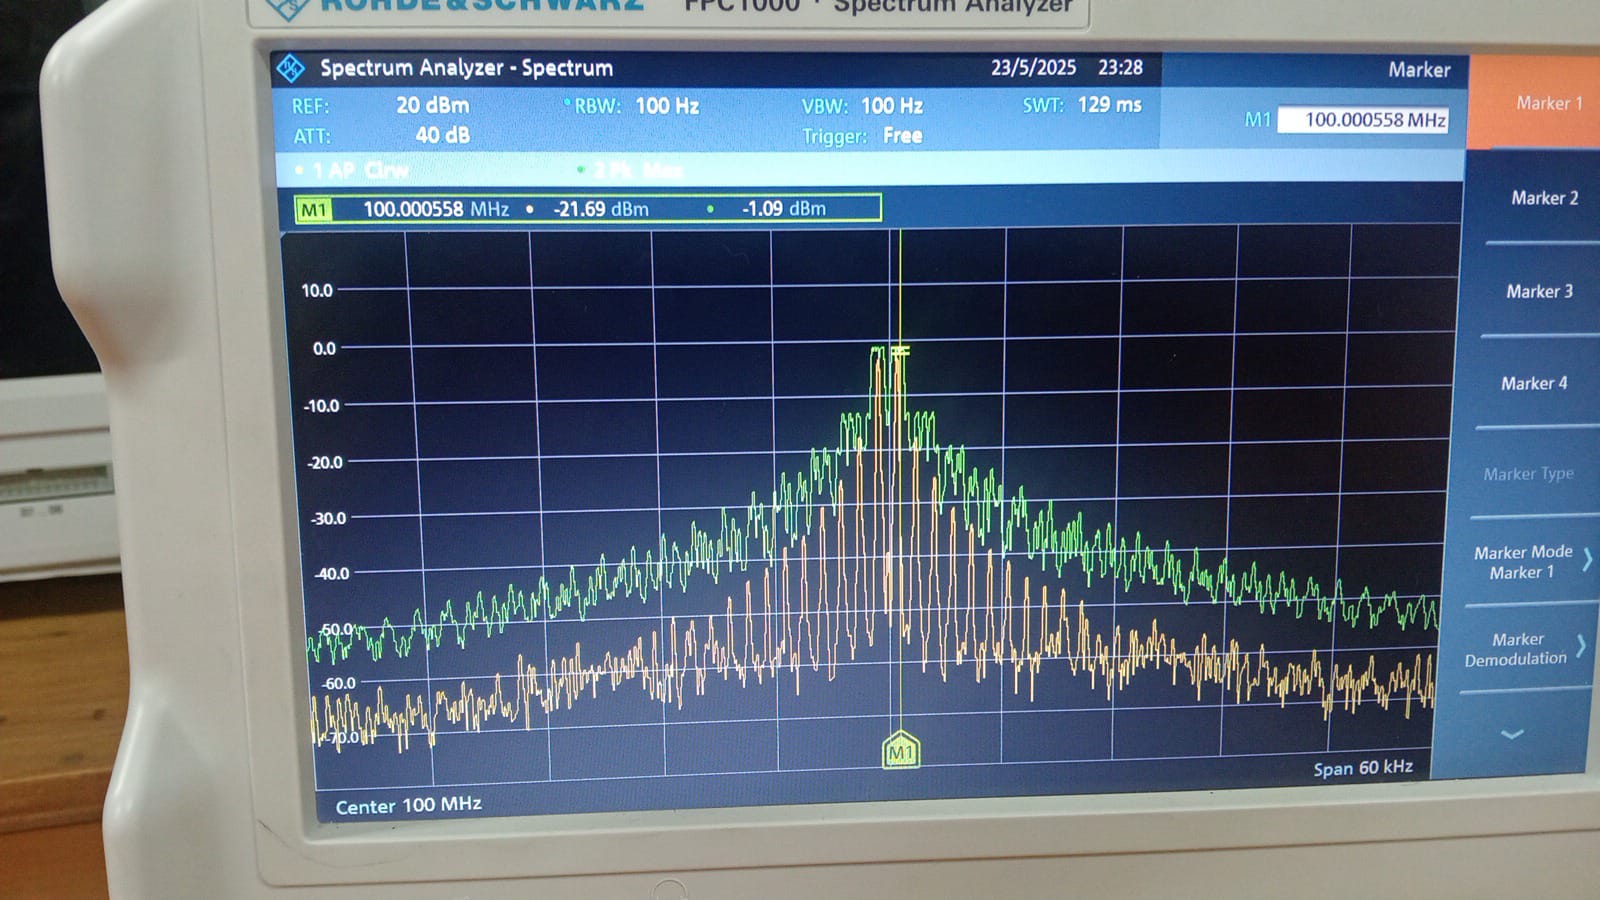 ROHDE&SCHWARZ FPC1000 · Spectrum Analyzer
Spectrum Analyzer - Spectrum 23/5/2025 23:28 Marker
REF: 20 dBm RBW: 100 Hz VBW: 100 Hz SWT: 129 ms
M1 100.000558 MHz
ATT: 40 dB Trigger: Free
1 AP Clrw 2 Pk Max
M1 100.000558 MHz -21.69 dBm -1.09 dBm
10.0
0.0
-10.0
-20.0
-30.0
-40.0
-50.0
-60.0
-70.0
M1
Center 100 MHz Span 60 kHz
Marker 1
Marker 2
Marker 3
Marker 4
Marker Type
Marker Mode
Marker 1
Marker
Demodulation